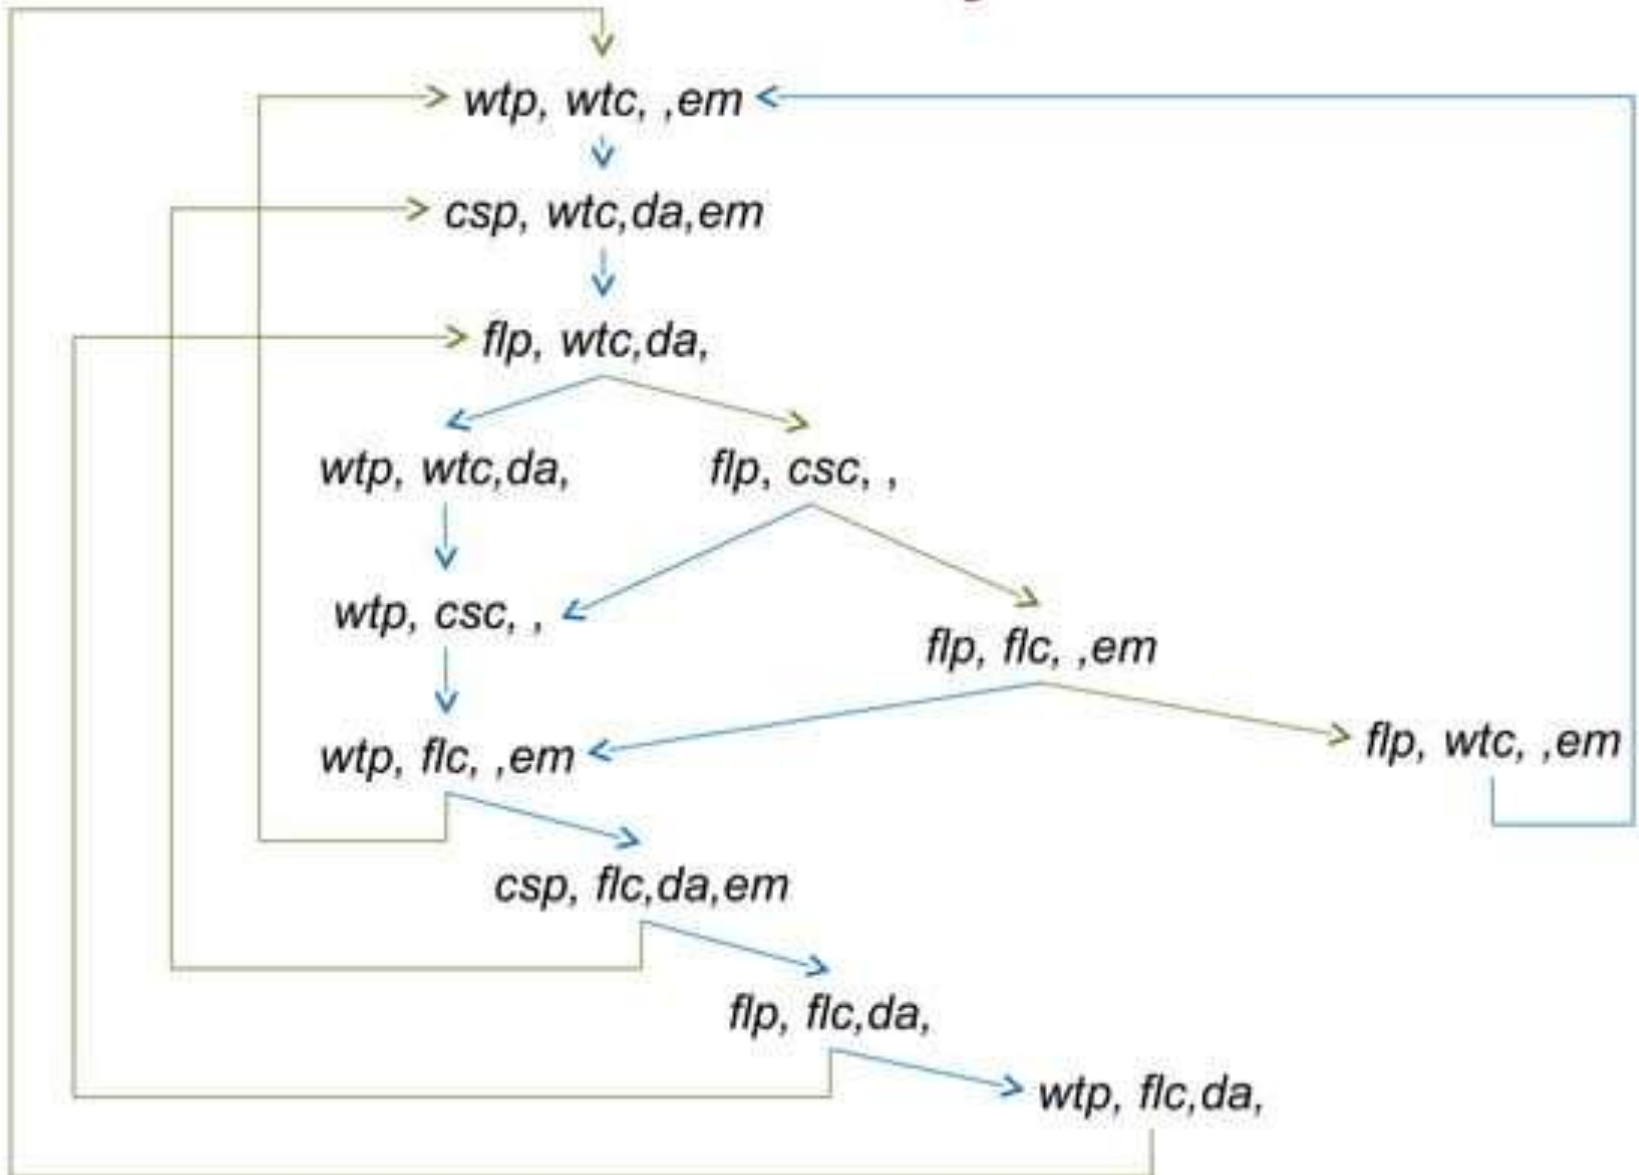 wtp, wtc, ,em
csp, wtc,da,em
flp, wtc,da,
wtp, wtc,da,
flp, csc, ,
wtp, csc, ,
flp, flc, ,em
flp, wtc, ,em
wtp, flc, ,em
csp, flc,da,em
flp, flc,da,
wtp, flc,da,